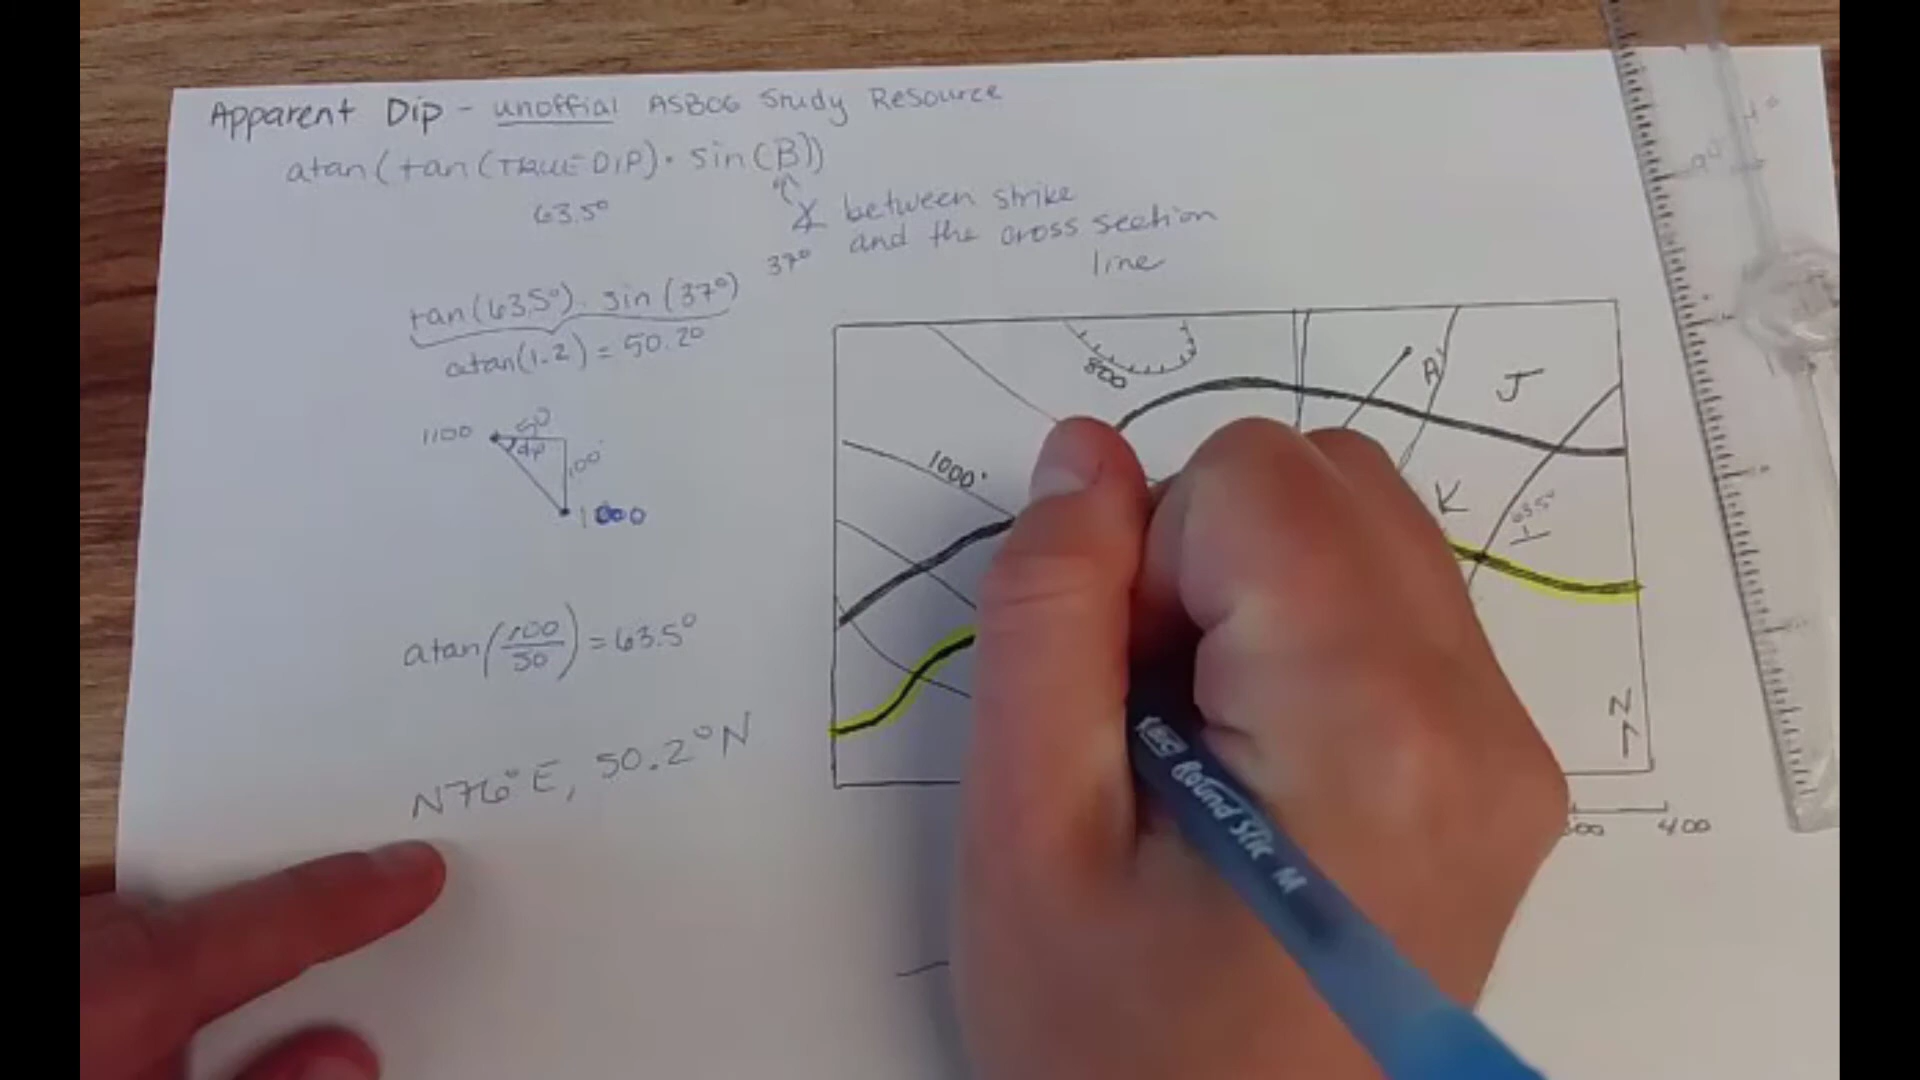 Apparent Dip - unoffial ASBOG Study Resource
atan(tan(TRUE DIP) · sin(B))
63.5°
∡ between strike
and the cross section
line
37°
tan(63.5°) · sin(37°)
atan(1.2) = 50.2°
1100
50
dip
100'
1000
atan(100/50) = 63.5°
N76°E, 50.2°N
800
A
J
1000'
K
63.5°
N
400
BIC Round Stic M